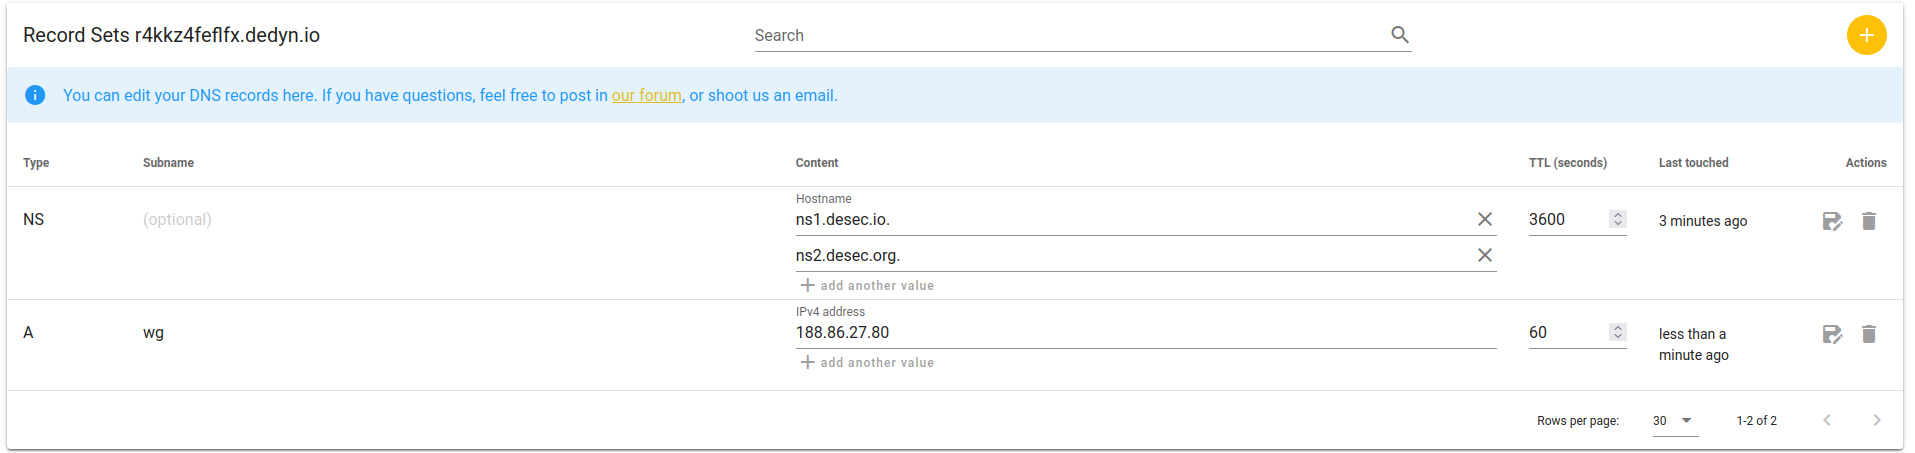 Record Sets r4kkz4feflfx.dedyn.io
Search
You can edit your DNS records here. If you have questions, feel free to post in our forum, or shoot us an email.
Type Subname Content TTL (seconds) Last touched Actions
Hostname
NS (optional) ns1.desec.io. 3600 3 minutes ago
ns2.desec.org.
add another value
IPv4 address
A wg 188.86.27.80 60 less than a
minute ago
add another value
Rows per page: 30 1-2 of 2